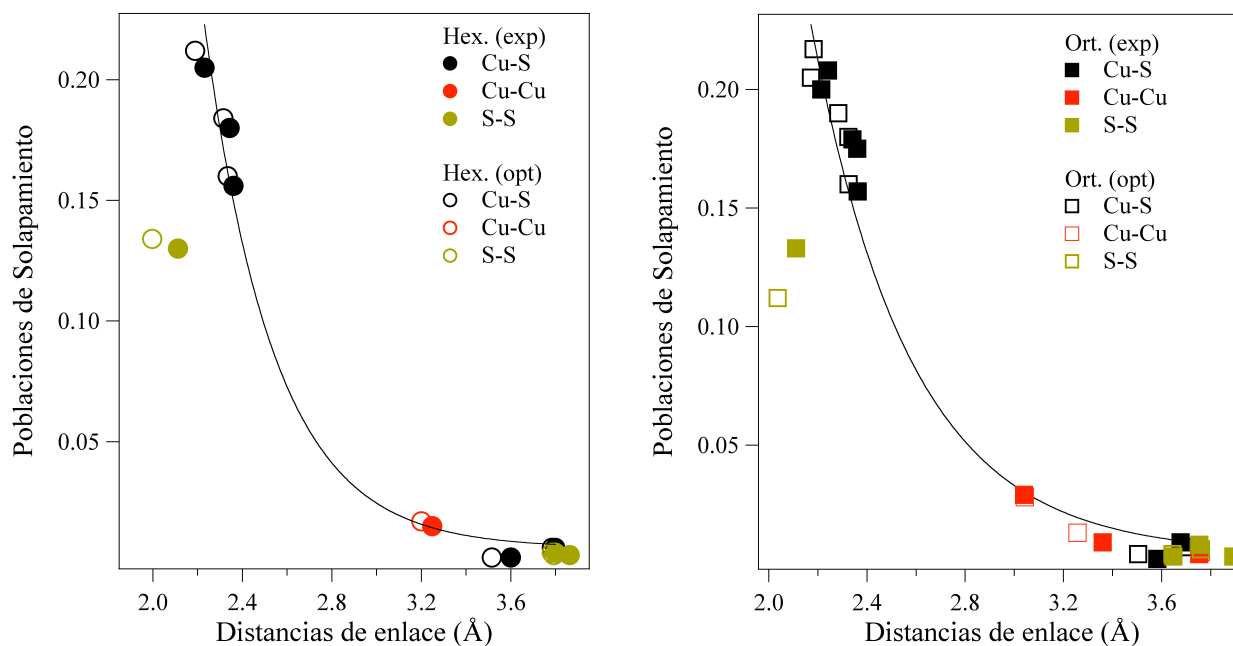 Hex. (exp)
Cu-S
Cu-Cu
S-S
Hex. (opt)
Cu-S
Cu-Cu
S-S
0.20
0.15
0.10
0.05
Poblaciones de Solapamiento
2.0 2.4 2.8 3.2 3.6
Distancias de enlace (Å)
Ort. (exp)
Cu-S
Cu-Cu
S-S
Ort. (opt)
Cu-S
Cu-Cu
S-S
0.20
0.15
0.10
0.05
Poblaciones de Solapamiento
2.0 2.4 2.8 3.2 3.6
Distancias de enlace (Å)